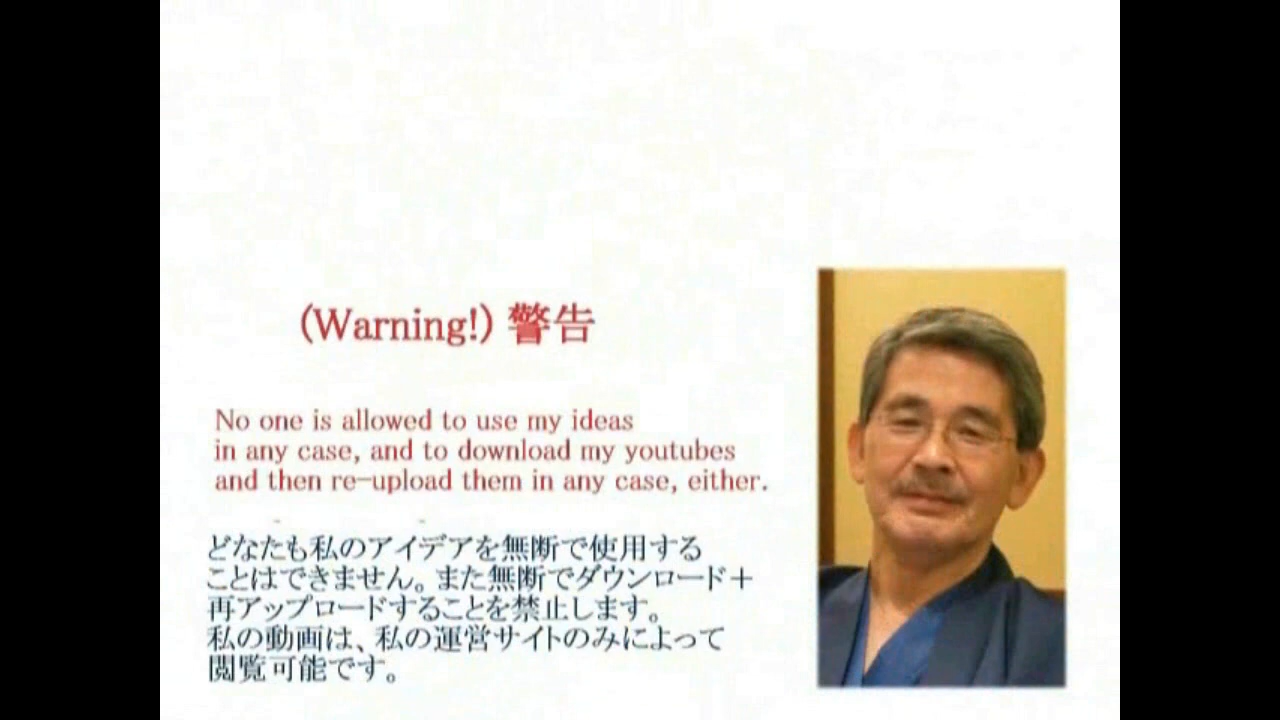 (Warning!) 警告
No one is allowed to use my ideas
in any case, and to download my youtubes
and then re-upload them in any case, either.
どなたも私のアイデアを無断で使用する
ことはできません。また無断でダウンロード＋
再アップロードすることを禁止します。
私の動画は、私の運営サイトのみによって
閲覧可能です。